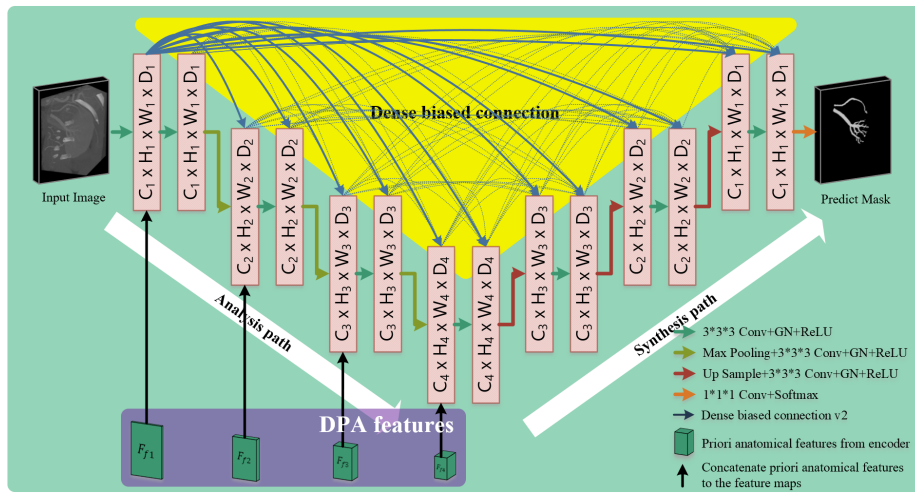 Dense biased connection
Input Image
C₁ x H₁ x W₁ x D₁
C₁ x H₁ x W₁ x D₁
C₂ x H₂ x W₂ x D₂
C₂ x H₂ x W₂ x D₂
C₃ x H₃ x W₃ x D₃
C₃ x H₃ x W₃ x D₃
C₄ x H₄ x W₄ x D₄
C₄ x H₄ x W₄ x D₄
C₃ x H₃ x W₃ x D₃
C₃ x H₃ x W₃ x D₃
C₂ x H₂ x W₂ x D₂
C₂ x H₂ x W₂ x D₂
C₁ x H₁ x W₁ x D₁
C₁ x H₁ x W₁ x D₁
Predict Mask
Analysis path
Synthesis path
DPA features
F_f1
F_f2
F_f3
F_f4
3*3*3 Conv+GN+ReLU
Max Pooling+3*3*3 Conv+GN+ReLU
Up Sample+3*3*3 Conv+GN+ReLU
1*1*1 Conv+Softmax
Dense biased connection v2
Priori anatomical features from encoder
Concatenate priori anatomical features
to the feature maps